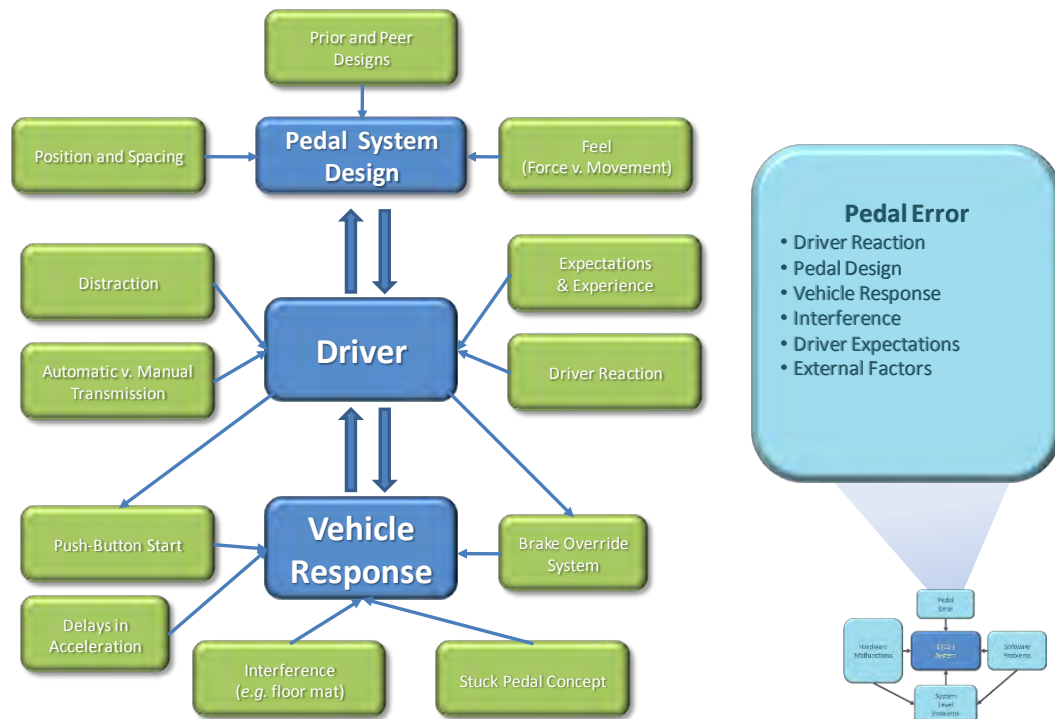 Prior and Peer
Designs
Position and Spacing
Pedal System
Design
Feel
(Force v. Movement)
Distraction
Expectations
& Experience
Driver
Automatic v. Manual
Transmission
Driver Reaction
Push-Button Start
Vehicle
Response
Brake Override
System
Delays in
Acceleration
Interference
(e.g. floor mat)
Stuck Pedal Concept
Pedal Error
• Driver Reaction
• Pedal Design
• Vehicle Response
• Interference
• Driver Expectations
• External Factors
Pedal
Error
Hardware
Malfunctions
System
Software
Problems
System
Level
Problems